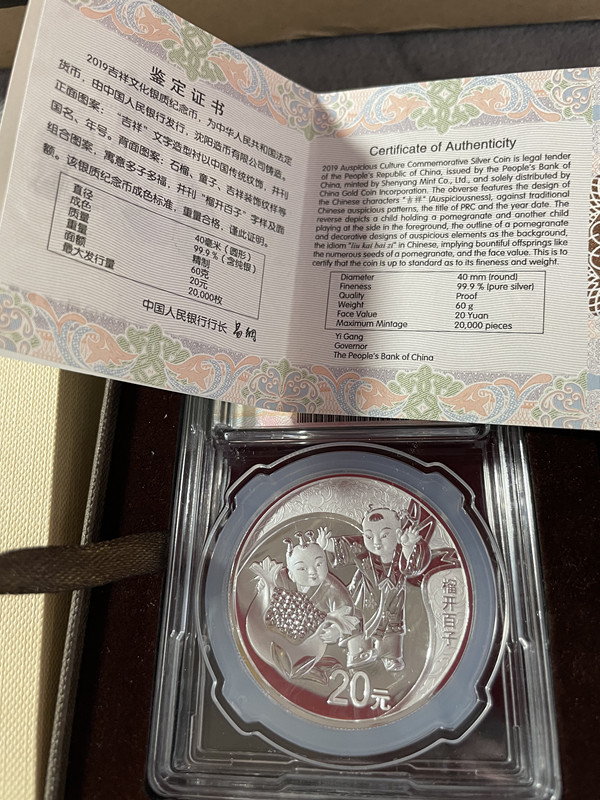 鉴定证书
2019吉祥文化银质纪念币,为中华人民共和国法定
货币,由中国人民银行发行,沈阳造币有限公司铸造。
正面图案:“吉祥”文字造型衬以中国传统纹饰,并刊
国名、年号。背面图案:石榴、童子、吉祥装饰纹样等
组合图案,寓意多子多福,并刊“榴开百子”字样及面
额。该银质纪念币成色标准,重量合格,谨此证明。
直径 40毫米(圆形)
成色 99.9%(含纯银)
质量 精制
重量 60克
面额 20元
最大发行量 20,000枚
中国人民银行行长 易纲
Certificate of Authenticity
2019 Auspicious Culture Commemorative Silver Coin is legal tender
of the People's Republic of China, issued by the People's Bank of
China, minted by Shenyang Mint Co., Ltd., and solely distributed by
China Gold Coin Incorporation. The obverse features the design of
the Chinese characters "吉祥" (Auspiciousness), against traditional
Chinese auspicious patterns, the title of PRC and the year date. The
reverse depicts a child holding a pomegranate and another child
playing at the side in the foreground, the outline of a pomegranate
and decorative designs of auspicious elements as the background,
the idiom "liu kai bai zi" in Chinese, implying bountiful offsprings like
the numerous seeds of a pomegranate, and the face value. This is to
certify that the coin is up to standard as to its fineness and weight.
Diameter 40 mm (round)
Fineness 99.9 % (pure silver)
Quality Proof
Weight 60 g
Face Value 20 Yuan
Maximum Mintage 20,000 pieces
Yi Gang
Governor
The People's Bank of China
榴开百子
20元